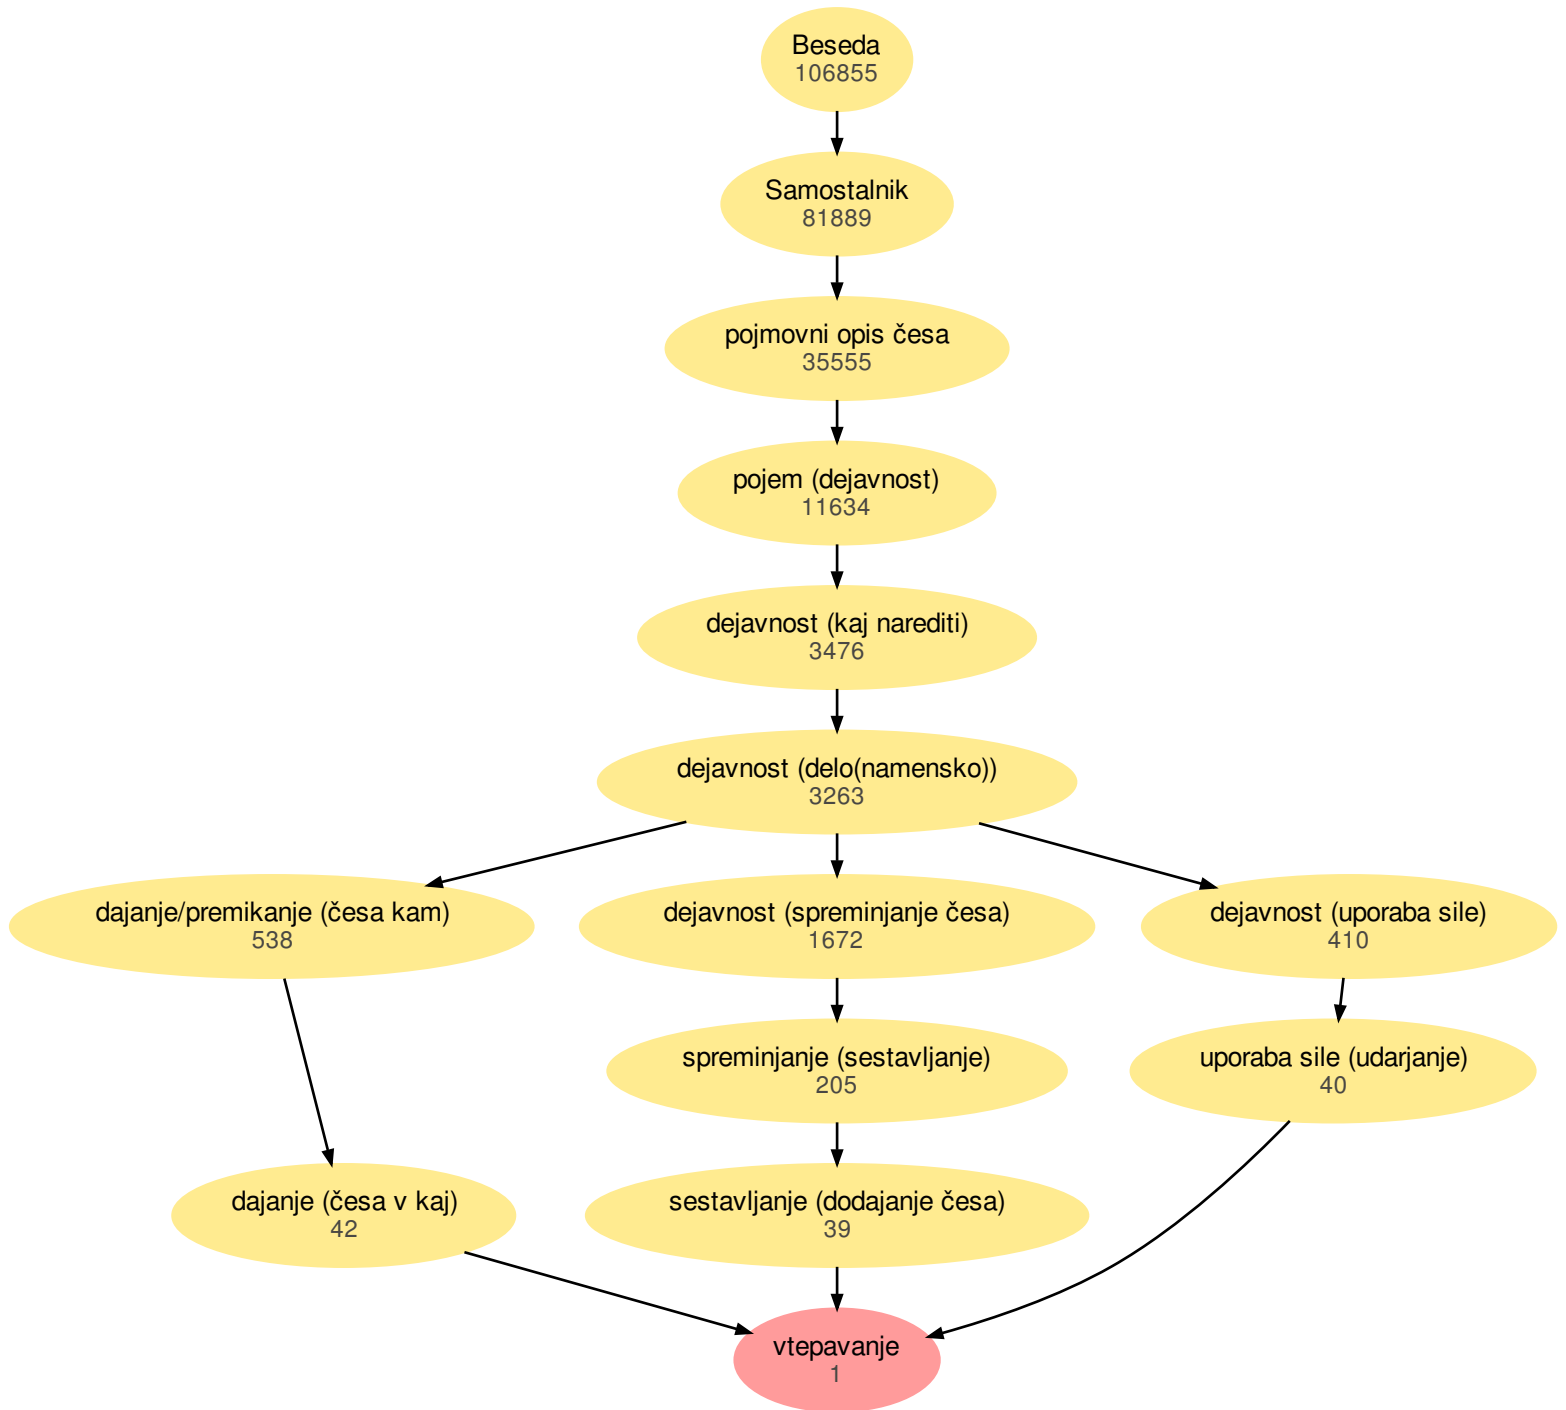 Beseda
106855
Samostalnik
81889
pojmovni opis česa
35555
pojem (dejavnost)
11634
dejavnost (kaj narediti)
3476
dejavnost (delo(namensko))
3263
dajanje/premikanje (česa kam)
538
dejavnost (spreminjanje česa)
1672
dejavnost (uporaba sile)
410
spreminjanje (sestavljanje)
205
uporaba sile (udarjanje)
40
dajanje (česa v kaj)
42
sestavljanje (dodajanje česa)
39
vtepavanje
1